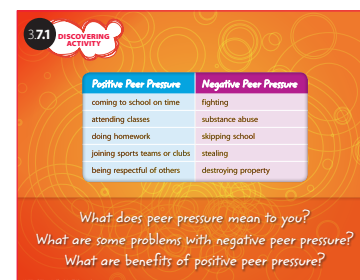 3.7.1 DISCOVERING
ACTIVITY
Positive Peer Pressure Negative Peer Pressure
coming to school on time fighting
attending classes substance abuse
doing homework skipping school
joining sports teams or clubs stealing
being respectful of others destroying property
What does peer pressure mean to you?
What are some problems with negative peer pressure?
What are benefits of positive peer pressure?